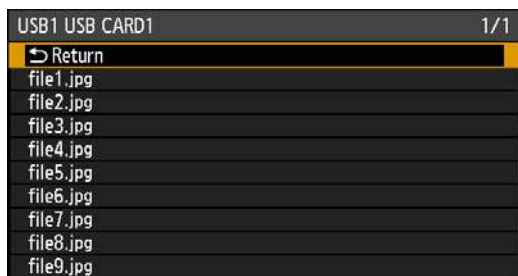 USB1 USB CARD1 1/1
Return
file1.jpg
file2.jpg
file3.jpg
file4.jpg
file5.jpg
file6.jpg
file7.jpg
file8.jpg
file9.jpg